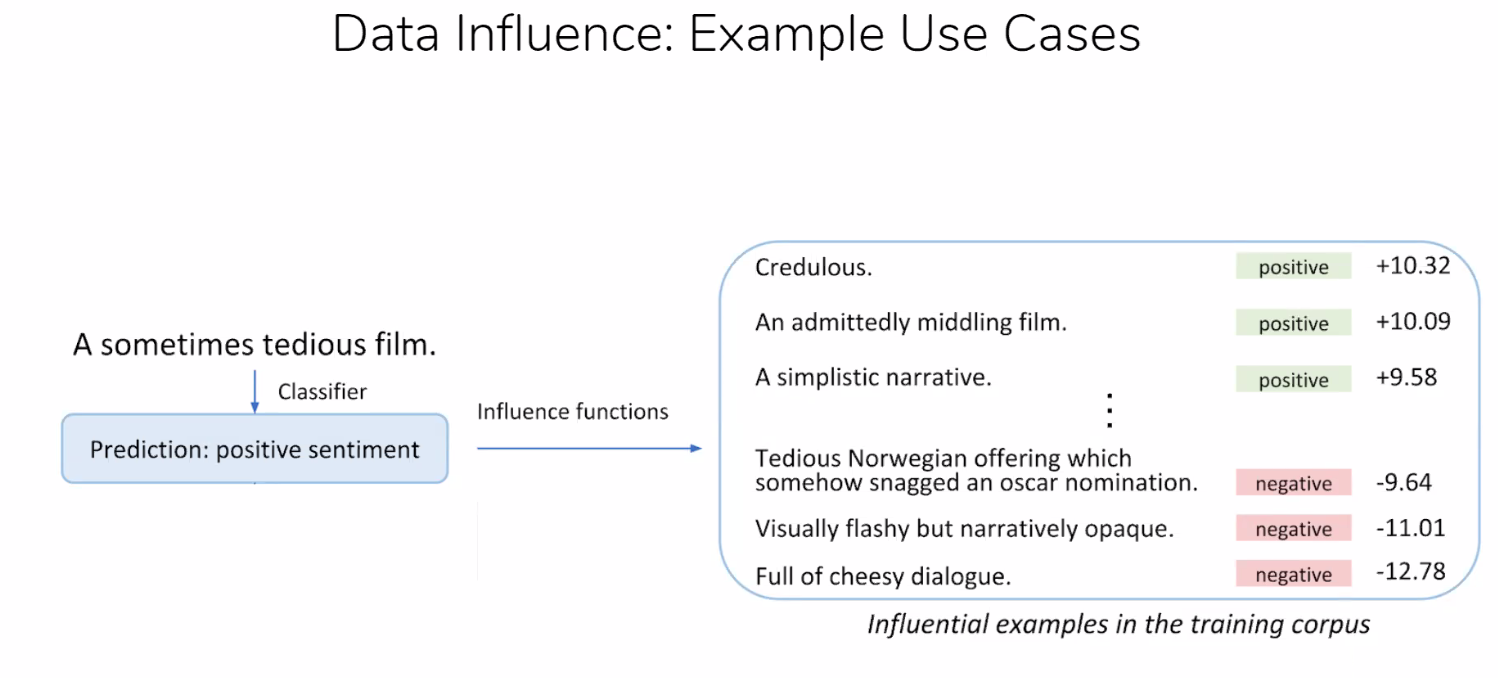 Data Influence: Example Use Cases
A sometimes tedious film.
Classifier
Prediction: positive sentiment
Influence functions
Credulous. positive +10.32
An admittedly middling film. positive +10.09
A simplistic narrative. positive +9.58
Tedious Norwegian offering which
somehow snagged an oscar nomination. negative -9.64
Visually flashy but narratively opaque. negative -11.01
Full of cheesy dialogue. negative -12.78
Influential examples in the training corpus